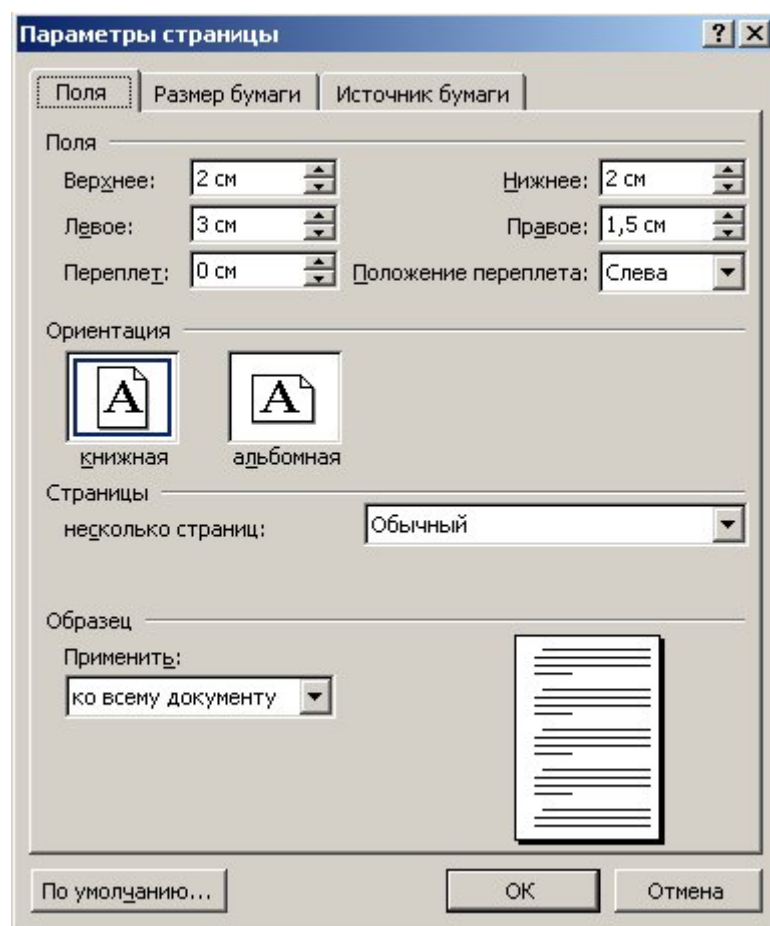 Параметры страницы
Поля Размер бумаги Источник бумаги
Поля
Верхнее: 2 см Нижнее: 2 см
Левое: 3 см Правое: 1,5 см
Переплет: 0 см Положение переплета: Слева
Ориентация
A A
книжная альбомная
Страницы
несколько страниц: Обычный
Образец
Применить:
ко всему документу
По умолчанию... ОК Отмена